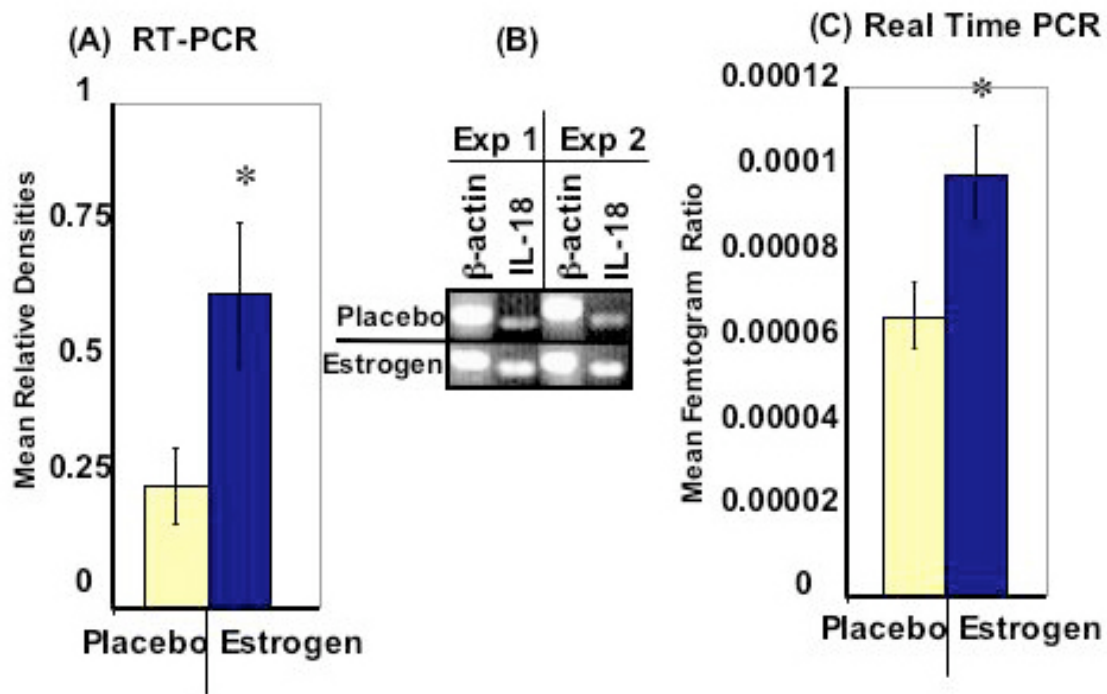 (A) RT-PCR
Mean Relative Densities
1
0.75
0.5
0.25
0
Placebo Estrogen
*
(B)
Exp 1 Exp 2
β-actin IL-18 β-actin IL-18
Placebo
Estrogen
(C) Real Time PCR
Mean Femtogram Ratio
0.00012
0.0001
0.00008
0.00006
0.00004
0.00002
0
Placebo Estrogen
*